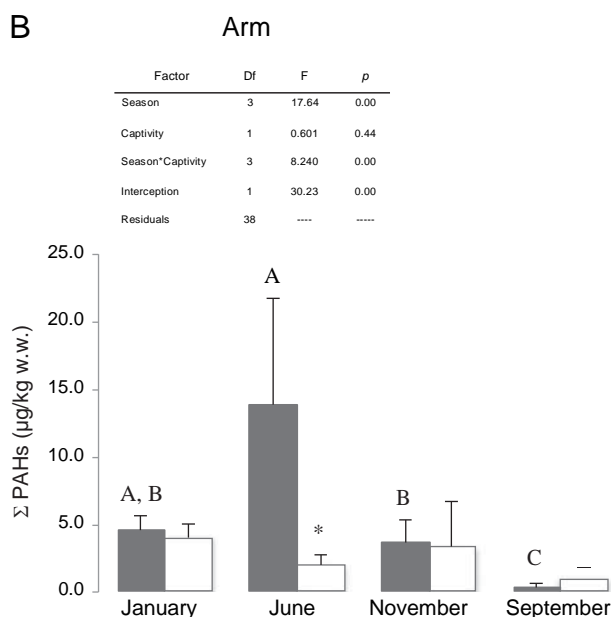 B
Arm
Factor Df F p
Season 3 17.64 0.00
Captivity 1 0.601 0.44
Season*Captivity 3 8.240 0.00
Interception 1 30.23 0.00
Residuals 38 ---- -----
Σ PAHs (µg/kg w.w.)
25.0
20.0
15.0
10.0
5.0
0.0
A, B
A
*
B
C
January June November September